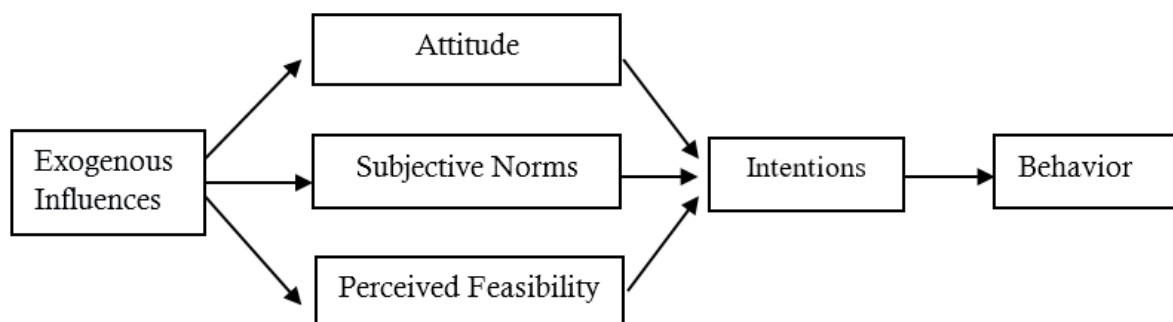 Attitude
Exogenous
Influences
Subjective Norms
Intentions
Behavior
Perceived Feasibility